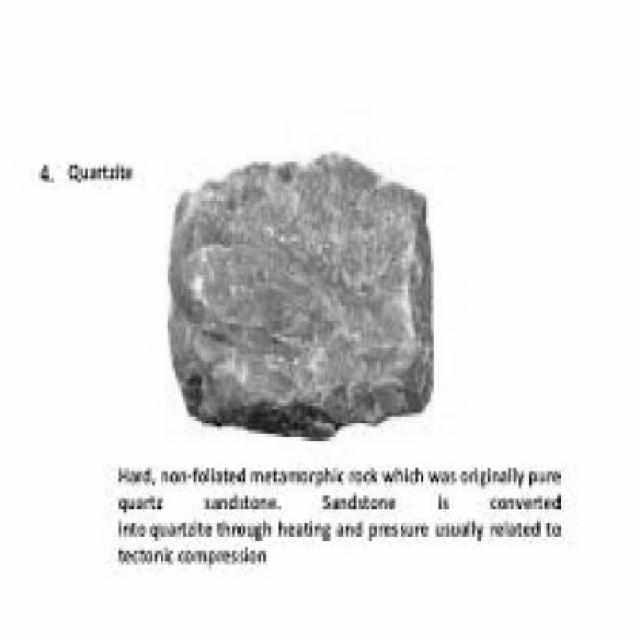 4. Quartzite
Hard, non-foliated metamorphic rock which was originally pure
quartz sandstone. Sandstone is converted
into quartzite through heating and pressure usually related to
tectonic compression